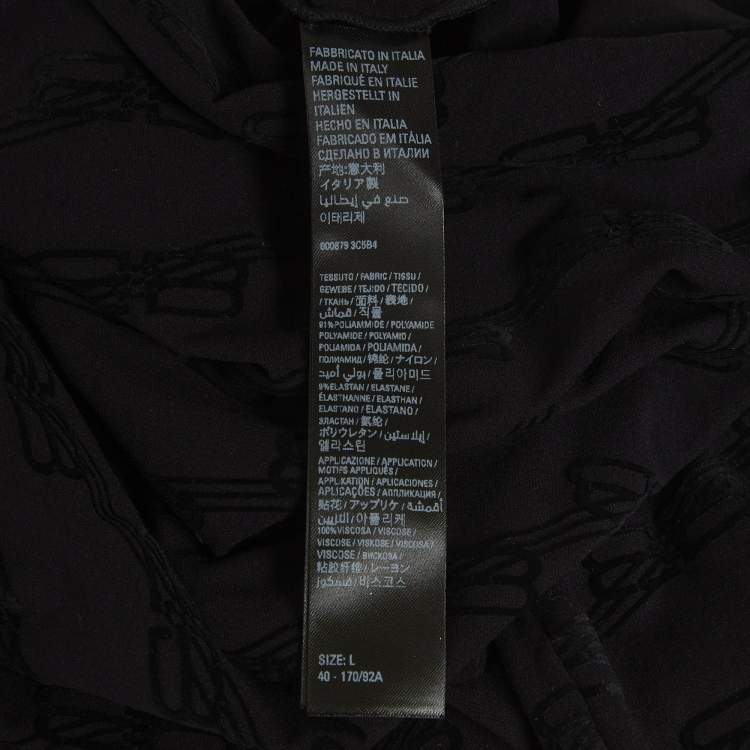 FABBRICATO IN ITALIA
MADE IN ITALY
FABRIQUÉ EN ITALIE
HERGESTELLT IN
ITALIEN
HECHO EN ITALIA
FABRICADO EM ITÀLIA
СДЕЛАНО В ИТАЛИИ
产地:意大利
イタリア製
صنع في إيطاليا
이태리제
000879 3C5B4
TESSUTO / FABRIC / TISSU /
GEWEBE / TEJIDO / TECIDO /
/ ТКАНЬ / 面料 / 表地 /
قماش / 직물
91%POLIAMMIDE / POLYAMIDE
POLYAMIDE / POLYAMID /
POLIAMIDA / POLIAMIDA /
ПОЛИАМИД / 锦纶 / ナイロン /
بولي أميد / 폴리아미드
9%ELASTAN / ELASTANE /
ÉLASTHANNE / ELASTHAN /
ELASTANO / ELASTANO /
ЭЛАСТАН / 氨纶 /
ポリウレタン / إيلاستين /
엘라스틴
APPLICAZIONE / APPLICATION /
MOTIFS APPLIQUÉS /
APPLIKATION / APLICACIONES /
APLICAÇÕES / АППЛИКАЦИЯ /
贴花 / アップリケ / أقمشة
اللتيين / 아플리케
100%VISCOSA / VISCOSE /
VISCOSE / VISKOSE / VISCOSA /
VISCOSE / ВИСКОЗА /
粘胶纤维 / レーヨン /
فيسكوز / 비스코스
SIZE: L
40 - 170/92A